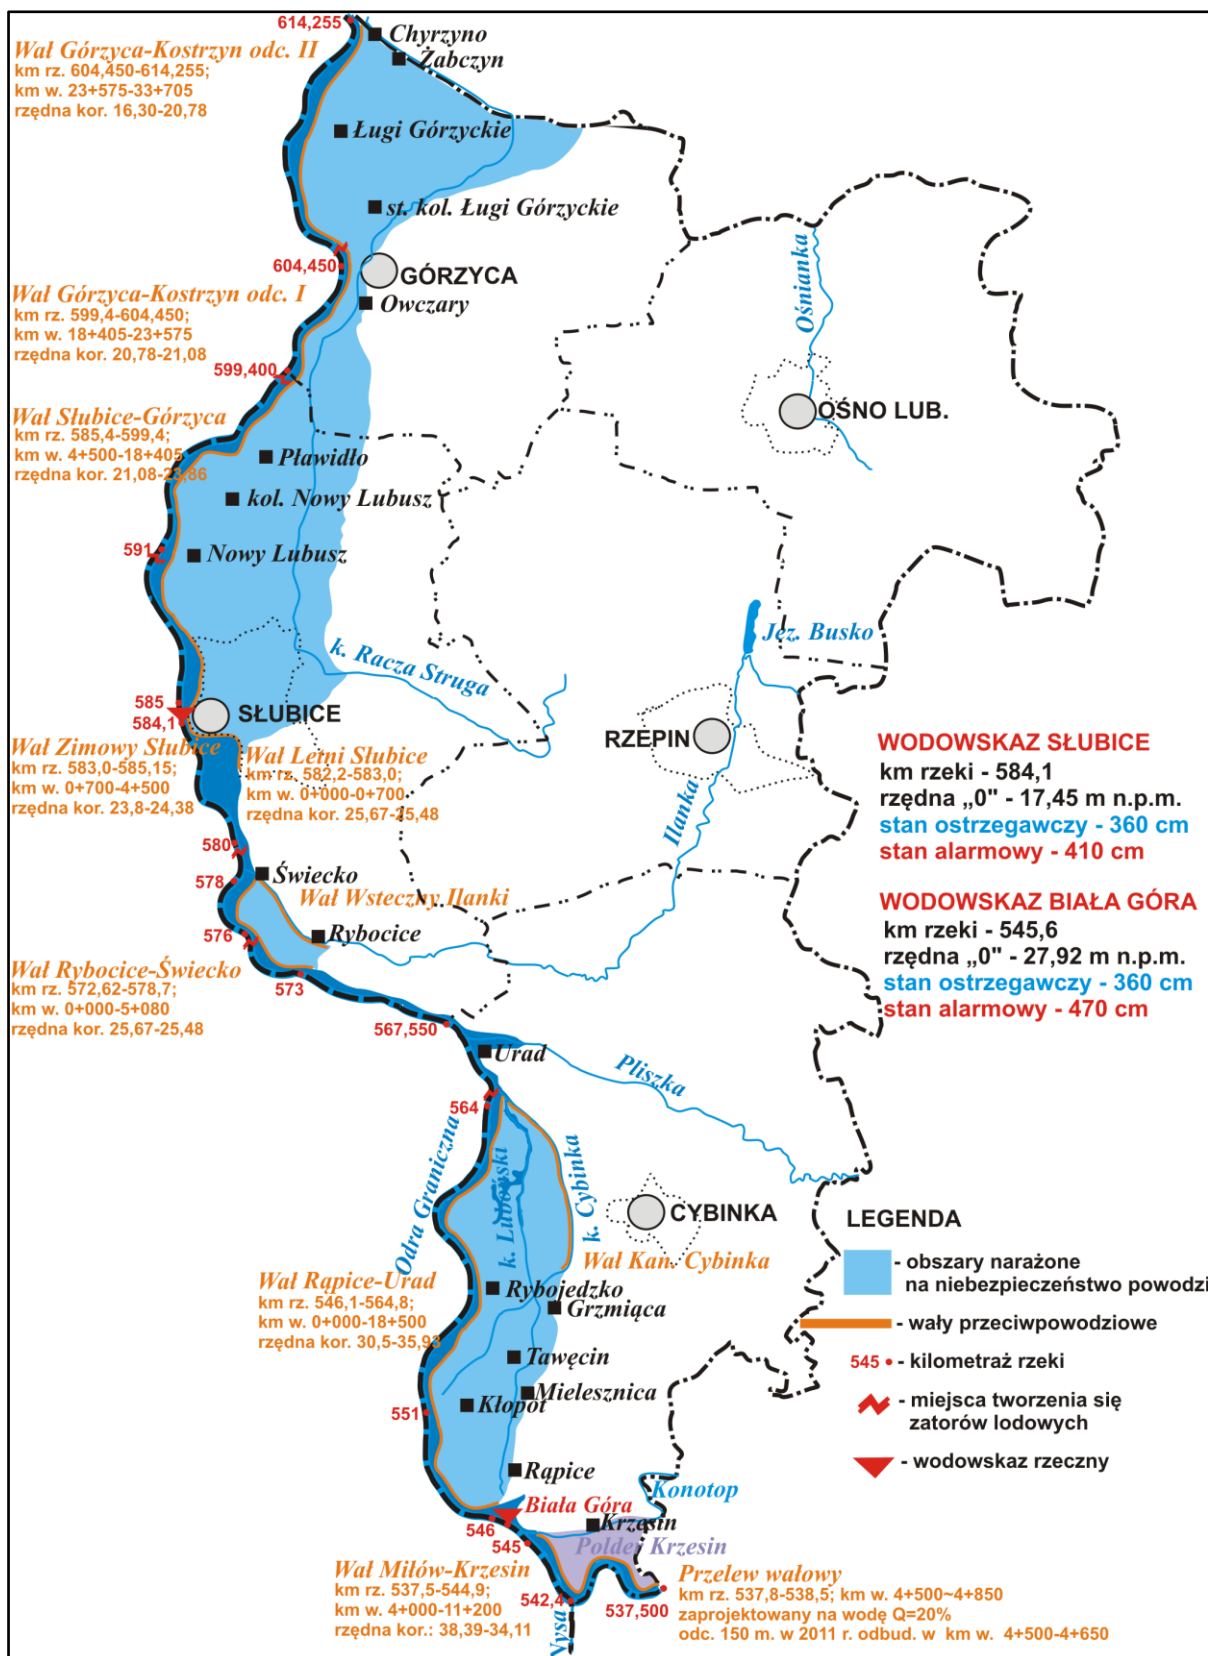 614,255
Chyrzyno
Żabczyn
Wał Górzyca-Kostrzyn odc. II
km rz. 604,450-614,255;
km w. 23+575-33+705
rzędna kor. 16,30-20,78
Ługi Górzyckie
st. kol. Ługi Górzyckie
604,450
GÓRZYCA
Owczary
Ośnianka
Wał Górzyca-Kostrzyn odc. I
km rz. 599,4-604,450;
km w. 18+405-23+575
rzędna kor. 20,78-21,08
599,400
OŚNO LUB.
Wał Słubice-Górzyca
km rz. 585,4-599,4;
km w. 4+500-18+405
rzędna kor. 21,08-23,86
Pławidło
kol. Nowy Lubusz
591
Nowy Lubusz
Jez. Busko
k. Racza Struga
585
584,1
SŁUBICE
RZEPIN
Ilanka
Wał Zimowy Słubice
km rz. 583,0-585,15;
km w. 0+700-4+500
rzędna kor. 23,8-24,38
Wał Letni Słubice
km rz. 582,2-583,0;
km w. 0+000-0+700
rzędna kor. 25,67-25,48
WODOWSKAZ SŁUBICE
km rzeki - 584,1
rzędna „0" - 17,45 m n.p.m.
stan ostrzegawczy - 360 cm
stan alarmowy - 410 cm
580
578
Świecko
Wał Wsteczny Ilanki
576
Rybocice
WODOWSKAZ BIAŁA GÓRA
km rzeki - 545,6
rzędna „0" - 27,92 m n.p.m.
stan ostrzegawczy - 360 cm
stan alarmowy - 470 cm
Wał Rybocice-Świecko
km rz. 572,62-578,7;
km w. 0+000-5+080
rzędna kor. 25,67-25,48
573
567,550
Urad
Pliszka
564
Odra Graniczna
k. Luboński
k. Cybinka
CYBINKA
Wał Kan. Cybinka
Wał Rąpice-Urad
km rz. 546,1-564,8;
km w. 0+000-18+500
rzędna kor. 30,5-35,93
Rybojedzko
Grzmiąca
Tawęcin
Mielesznica
Kłopot
551
Rąpice
LEGENDA
- obszary narażone
na niebezpieczeństwo powodzi
- wały przeciwpowodziowe
545 - kilometraż rzeki
- miejsca tworzenia się
zatorów lodowych
- wodowskaz rzeczny
Konotop
Biała Góra
546
545
Krzesin
Polder Krzesin
Wał Miłów-Krzesin
km rz. 537,5-544,9;
km w. 4+000-11+200
rzędna kor.: 38,39-34,11
542,4
Nysa
537,500
Przelew wałowy
km rz. 537,8-538,5; km w. 4+500~4+850
zaprojektowany na wodę Q=20%
odc. 150 m. w 2011 r. odbud. w km w. 4+500-4+650